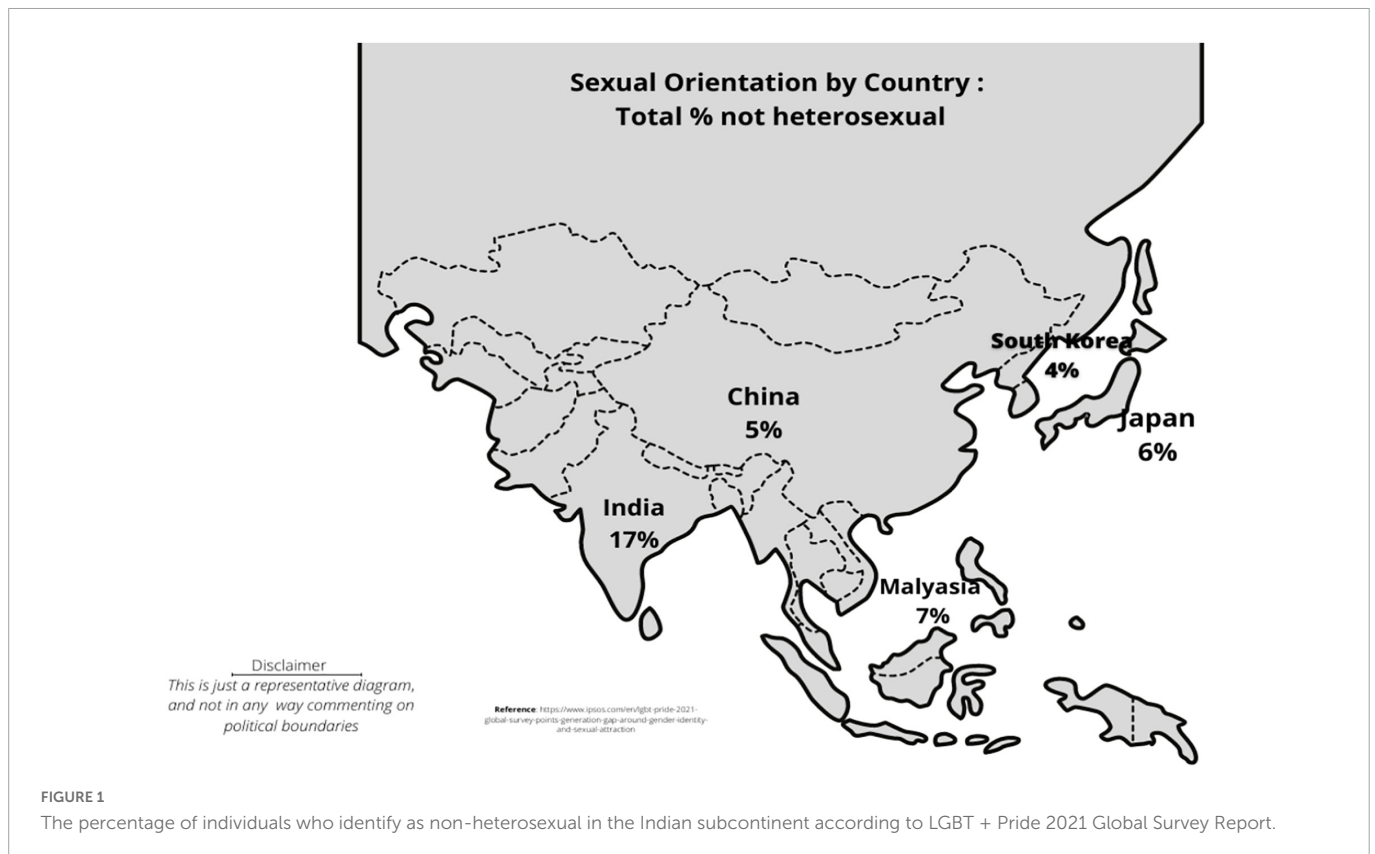 Sexual Orientation by Country :
Total % not heterosexual
South Korea
4%
China
5%
Japan
6%
India
17%
Malyasia
7%
Disclaimer
This is just a representative diagram,
and not in any way commenting on
political boundaries
Reference: https://www.ipsos.com/en/lgbt-pride-2021-
global-survey-points-generation-gap-around-gender-identity-
and-sexual-attraction
FIGURE 1
The percentage of individuals who identify as non-heterosexual in the Indian subcontinent according to LGBT + Pride 2021 Global Survey Report.